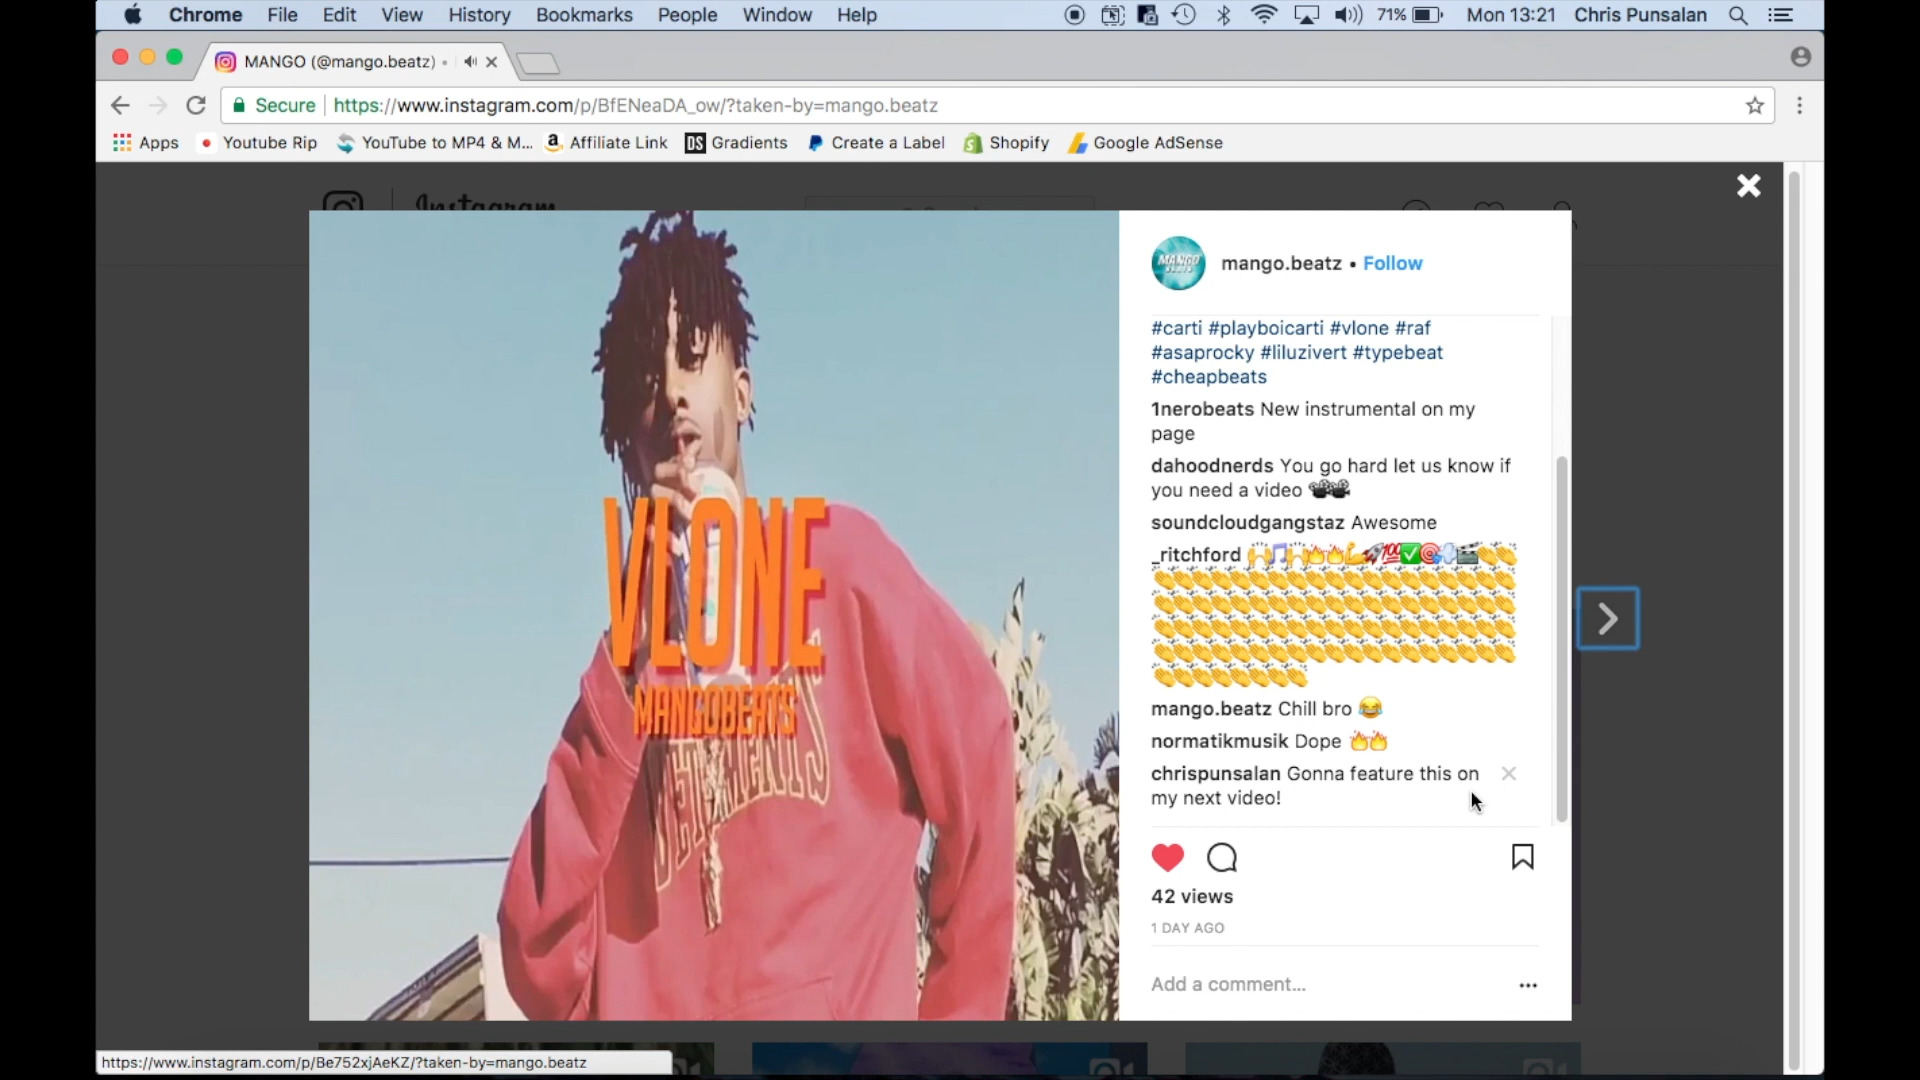 Chrome File Edit View History Bookmarks People Window Help 71% Mon 13:21 Chris Punsalan
MANGO (@mango.beatz) •
Secure https://www.instagram.com/p/BfENeaDA_ow/?taken-by=mango.beatz
Apps Youtube Rip YouTube to MP4 & M... Affiliate Link DS Gradients Create a Label Shopify Google AdSense
Instagram
MANGO
mango.beatz • Follow
#carti #playboicarti #vlone #raf
#asaprocky #liluzivert #typebeat
#cheapbeats
1nerobeats New instrumental on my
page
dahoodnerds You go hard let us know if
you need a video 🎥🎥
soundcloudgangstaz Awesome
_ritchford
mango.beatz Chill bro 😂
normatikmusik Dope 🔥🔥
chrispunsalan Gonna feature this on
my next video!
42 views
1 DAY AGO
Add a comment...
VLONE
MANGOBEATS
https://www.instagram.com/p/Be752xjAeKZ/?taken-by=mango.beatz